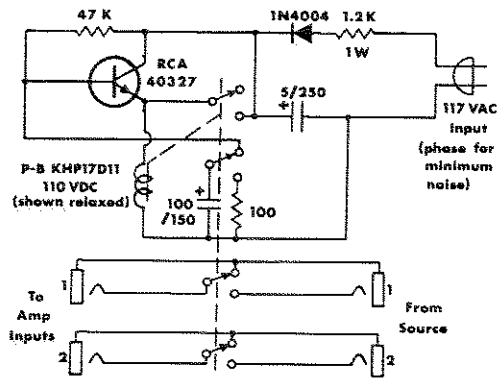 47 K
1N4004
1.2K
1W
RCA
40327
5/250
+
117 VAC
Input
(phase for
minimum
noise)
P-B KHP17D11
110 VDC
(shown relaxed)
+
100
/150
100
1
1
To
Amp
Inputs
From
Source
2
2